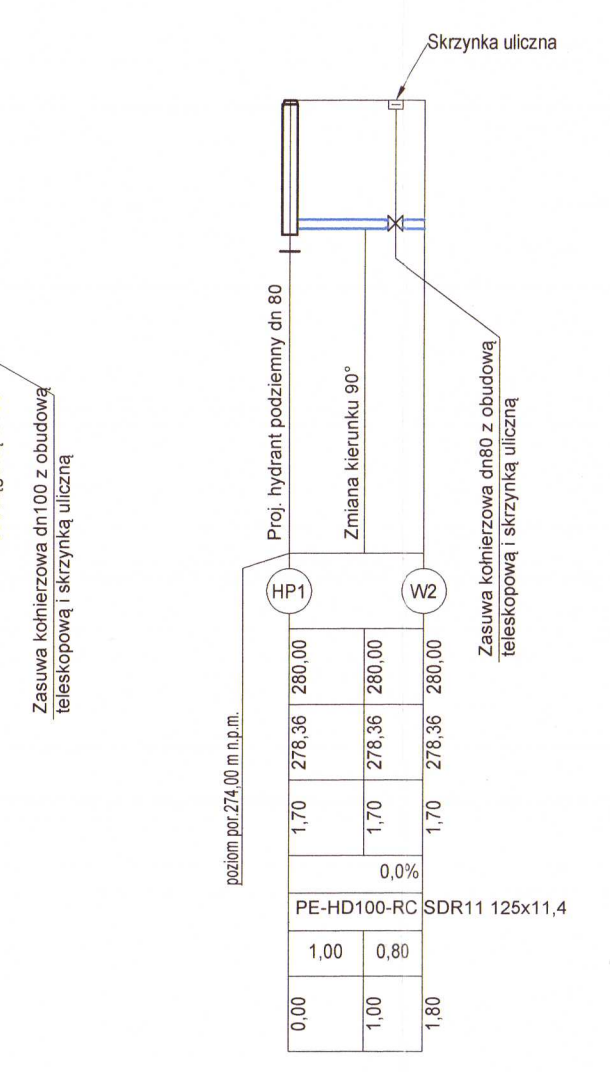 Skrzynka uliczna
Zasuwa kołnierzowa dn100 z obudową
teleskopową i skrzynką uliczną
Proj. hydrant podziemny dn 80
Zmiana kierunku 90°
Zasuwa kołnierzowa dn80 z obudową
teleskopową i skrzynką uliczną
poziom por.274,00 m n.p.m.
HP1 W2
280,00 280,00 280,00
278,36 278,36 278,36
1,70 1,70 1,70
0,0%
PE-HD100-RC SDR11 125x11,4
1,00 0,80
0,00 1,00 1,80